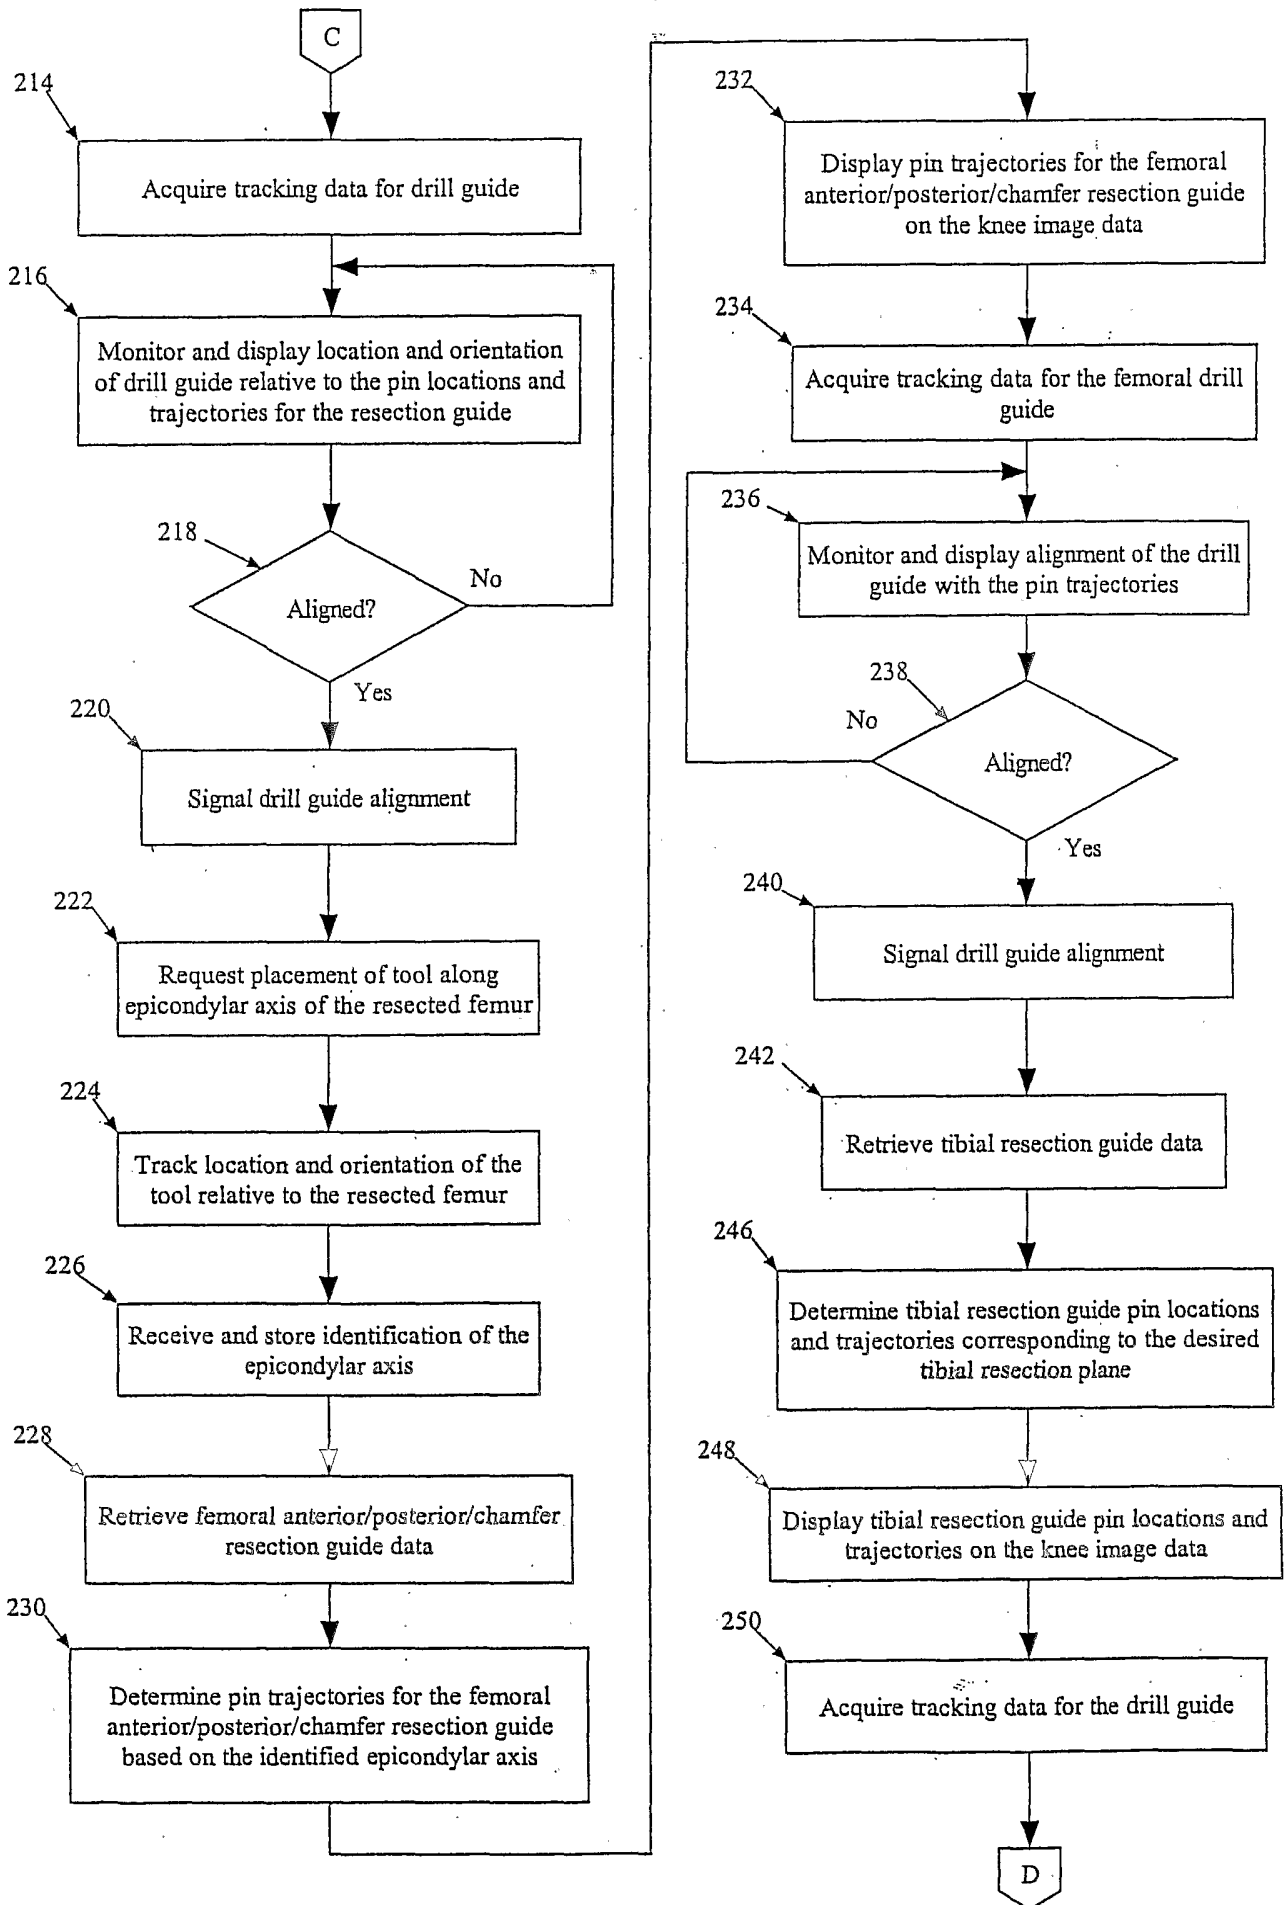 C
214
Acquire tracking data for drill guide
216
Monitor and display location and orientation
of drill guide relative to the pin locations and
trajectories for the resection guide
218
Aligned?
No
Yes
220
Signal drill guide alignment
222
Request placement of tool along
epicondylar axis of the resected femur
224
Track location and orientation of the
tool relative to the resected femur
226
Receive and store identification of the
epicondylar axis
228
Retrieve femoral anterior/posterior/chamfer
resection guide data
230
Determine pin trajectories for the femoral
anterior/posterior/chamfer resection guide
based on the identified epicondylar axis
232
Display pin trajectories for the femoral
anterior/posterior/chamfer resection guide
on the knee image data
234
Acquire tracking data for the femoral drill
guide
236
Monitor and display alignment of the drill
guide with the pin trajectories
238
No
Aligned?
Yes
240
Signal drill guide alignment
242
Retrieve tibial resection guide data
246
Determine tibial resection guide pin locations
and trajectories corresponding to the desired
tibial resection plane
248
Display tibial resection guide pin locations and
trajectories on the knee image data
250
Acquire tracking data for the drill guide
D